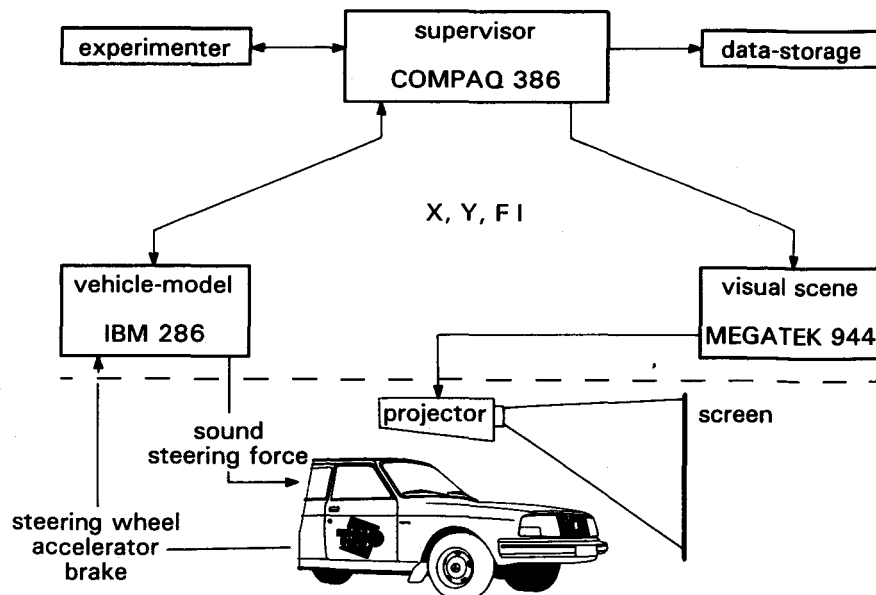 experimenter
supervisor
COMPAQ 386
data-storage
X, Y, F I
vehicle-model
IBM 286
visual scene
MEGATEK 944
projector
screen
sound
steering force
steering wheel
accelerator
brake